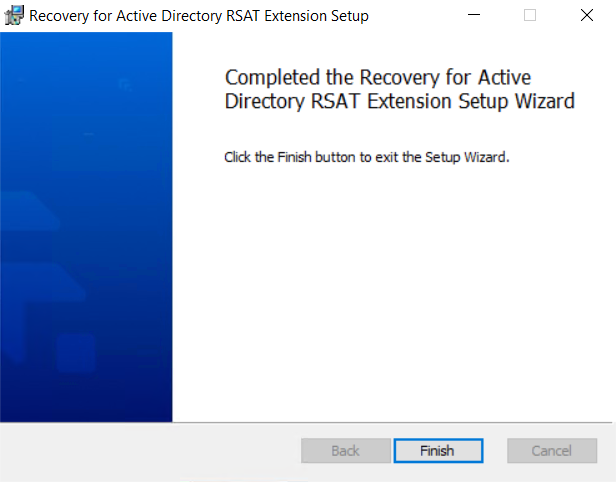 Recovery for Active Directory RSAT Extension Setup
Completed the Recovery for Active
Directory RSAT Extension Setup Wizard
Click the Finish button to exit the Setup Wizard.
Back
Finish
Cancel